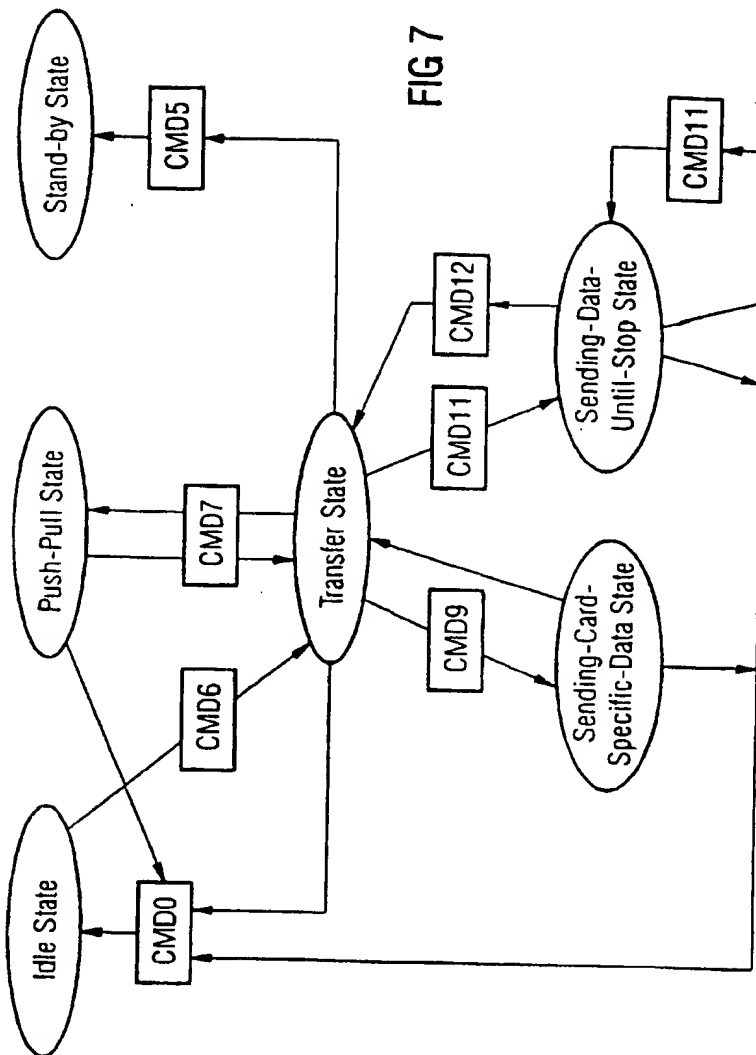 Idle State
Push-Pull State
Stand-by State
CMD0
CMD6
CMD7
CMD5
Transfer State
CMD9
CMD11
CMD12
Sending-Card-
Specific-Data State
Sending-Data-
Until-Stop State
CMD11
FIG 7